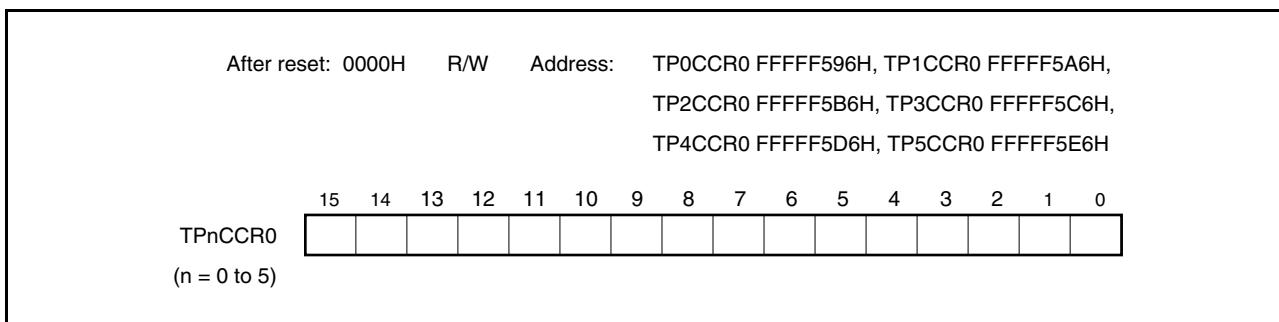 After reset: 0000H R/W Address: TP0CCR0 FFFFF596H, TP1CCR0 FFFFF5A6H,
TP2CCR0 FFFFF5B6H, TP3CCR0 FFFFF5C6H,
TP4CCR0 FFFFF5D6H, TP5CCR0 FFFFF5E6H
15 14 13 12 11 10 9 8 7 6 5 4 3 2 1 0
TPnCCR0
(n = 0 to 5)